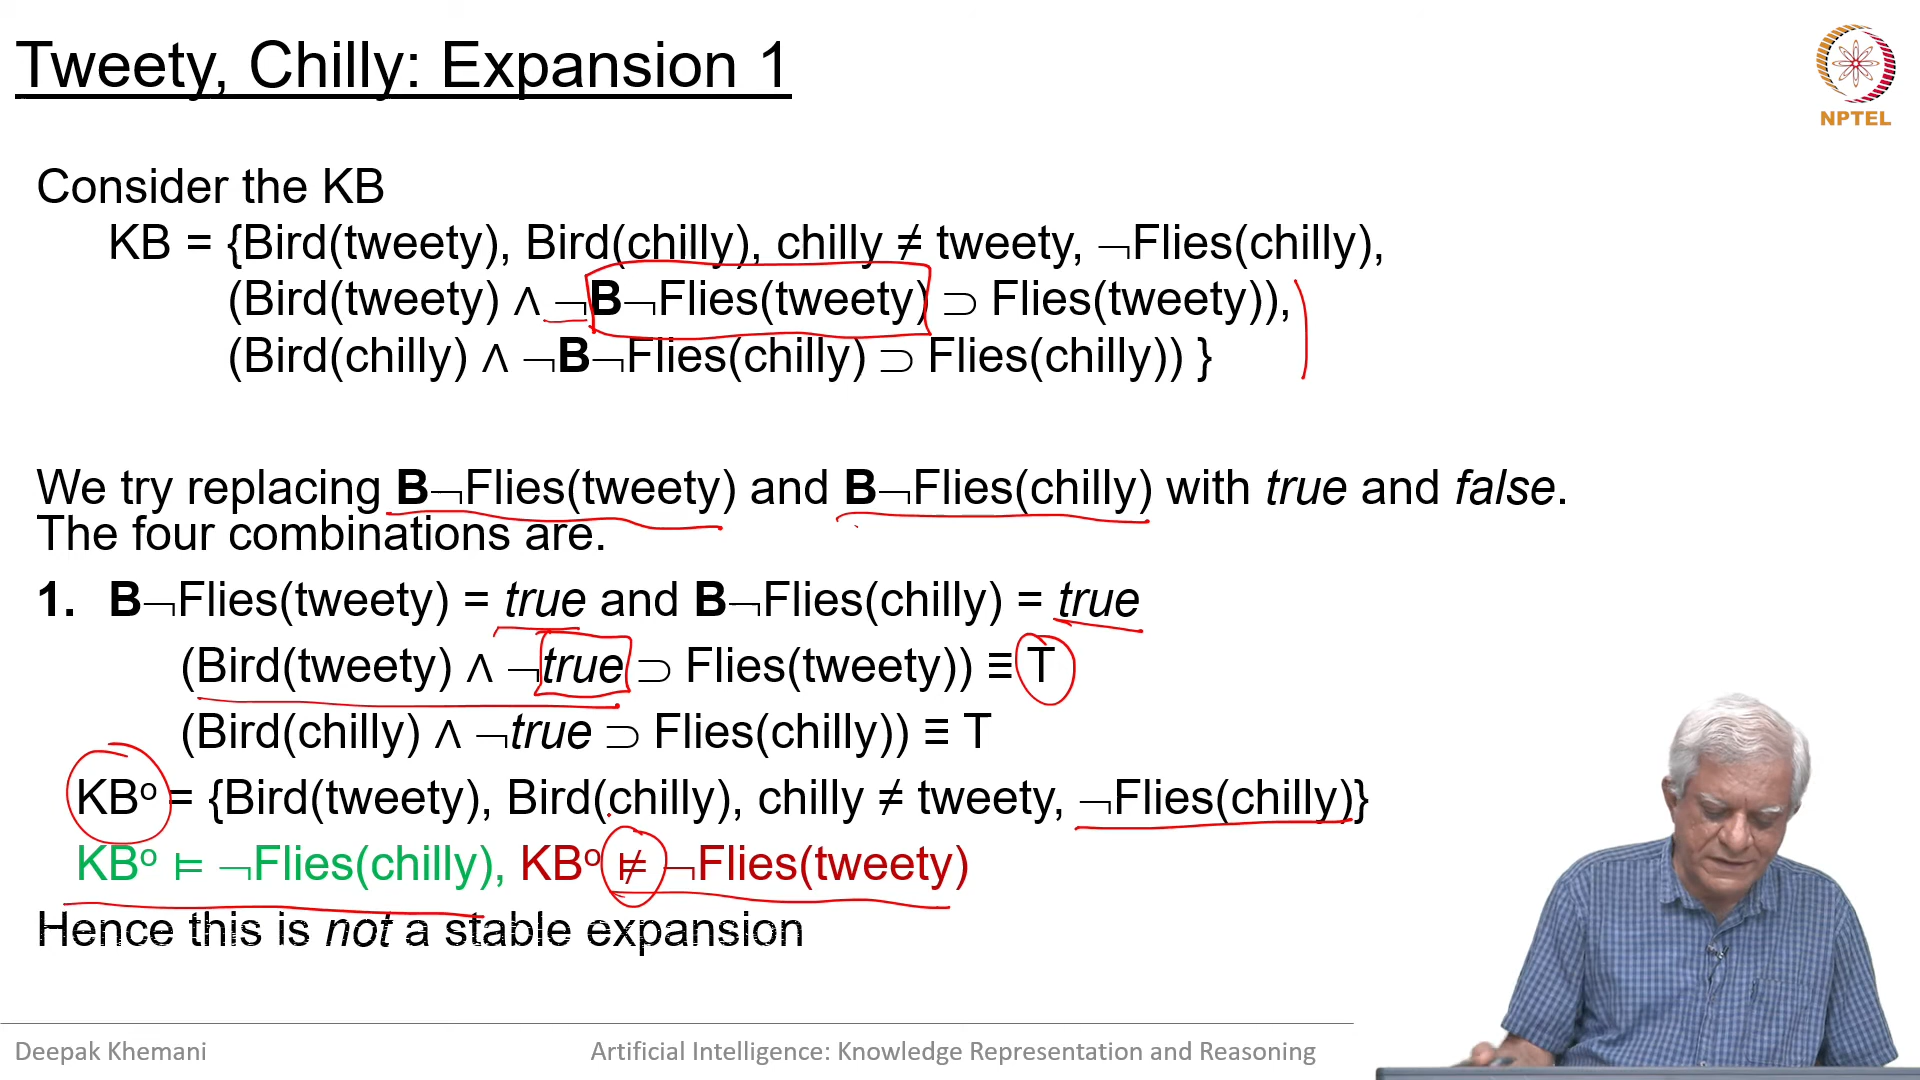 Tweety, Chilly: Expansion 1
NPTEL
Consider the KB
KB = {Bird(tweety), Bird(chilly), chilly ≠ tweety, ¬Flies(chilly),
(Bird(tweety) ∧ ¬B¬Flies(tweety) ⊃ Flies(tweety)),
(Bird(chilly) ∧ ¬B¬Flies(chilly) ⊃ Flies(chilly)) }
We try replacing B¬Flies(tweety) and B¬Flies(chilly) with true and false.
The four combinations are.
1. B¬Flies(tweety) = true and B¬Flies(chilly) = true
(Bird(tweety) ∧ ¬true ⊃ Flies(tweety)) ≡ T
(Bird(chilly) ∧ ¬true ⊃ Flies(chilly)) ≡ T
KBº = {Bird(tweety), Bird(chilly), chilly ≠ tweety, ¬Flies(chilly)}
KBº ⊨ ¬Flies(chilly), KBº ⊭ ¬Flies(tweety)
Hence this is not a stable expansion
Deepak Khemani
Artificial Intelligence: Knowledge Representation and Reasoning